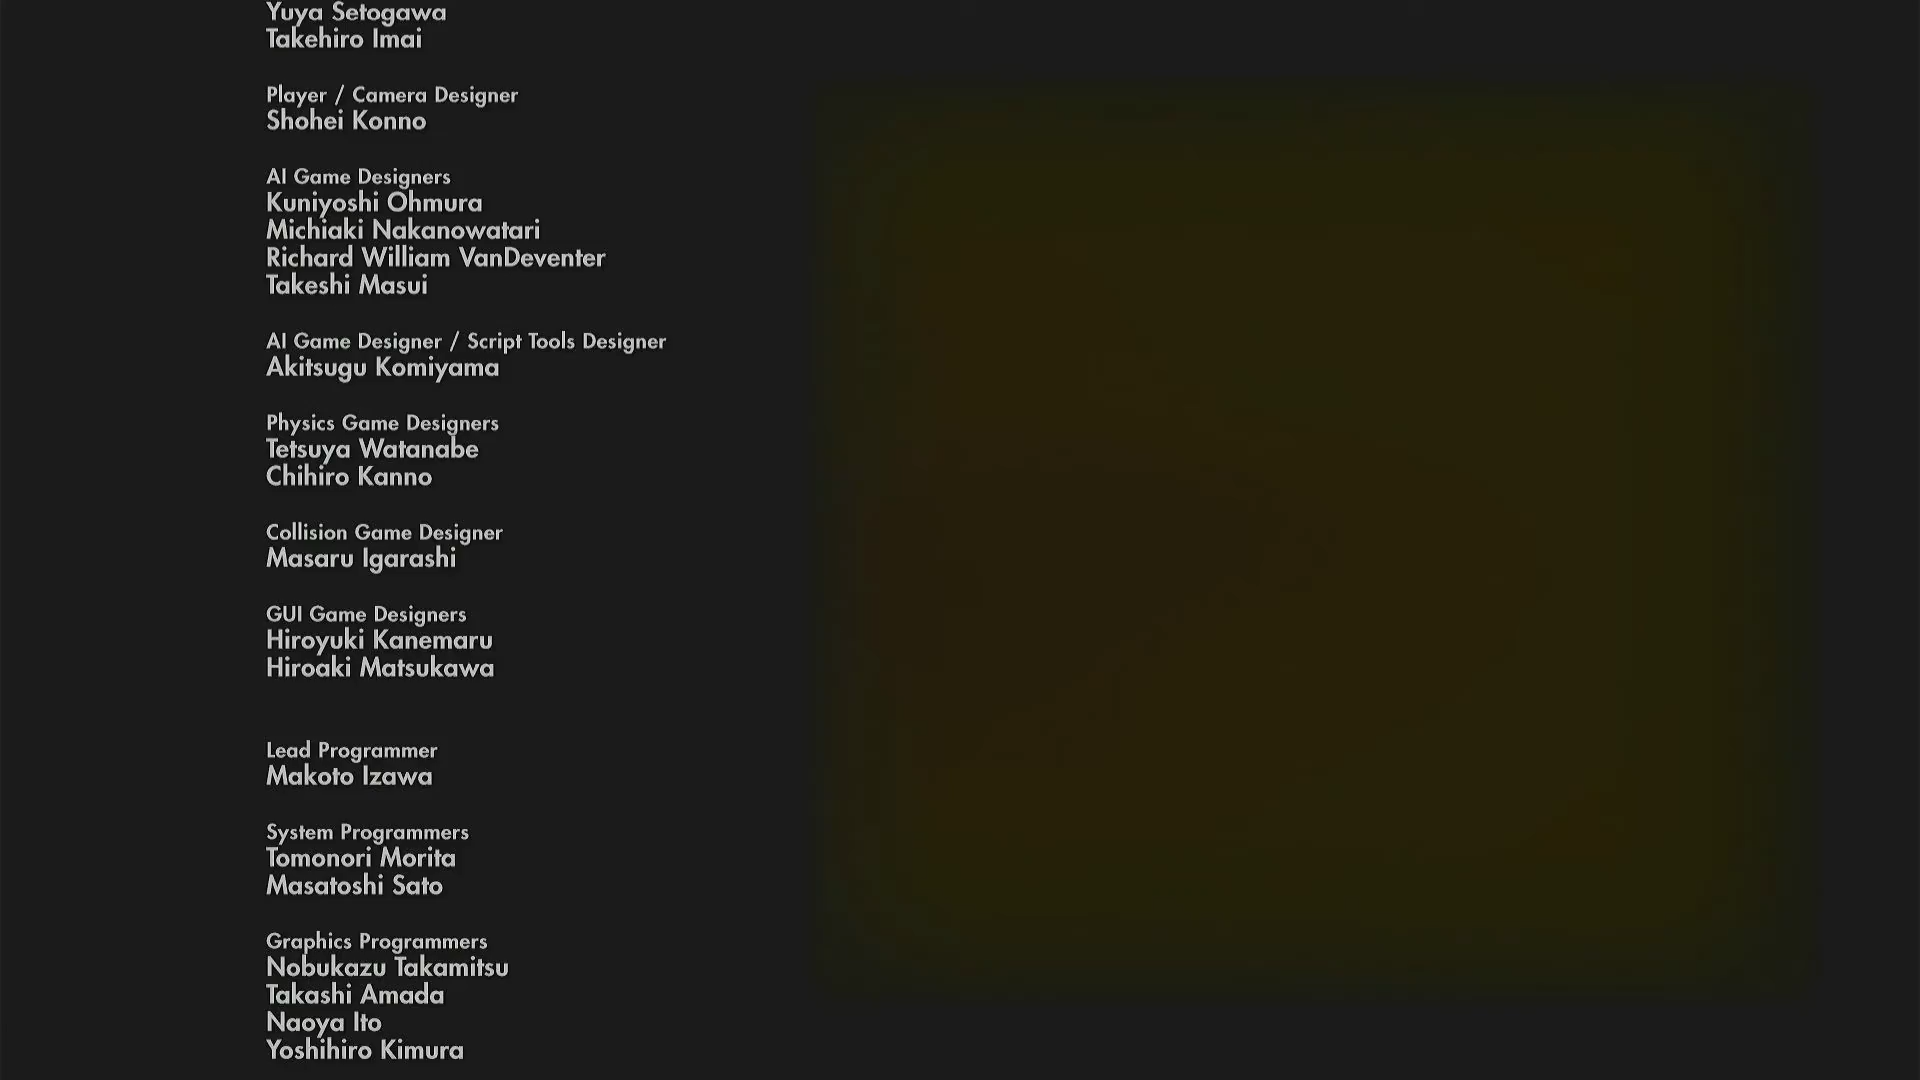 Yuya Setogawa
Takehiro Imai
Player / Camera Designer
Shohei Konno
AI Game Designers
Kuniyoshi Ohmura
Michiaki Nakanowatari
Richard William VanDeventer
Takeshi Masui
AI Game Designer / Script Tools Designer
Akitsugu Komiyama
Physics Game Designers
Tetsuya Watanabe
Chihiro Kanno
Collision Game Designer
Masaru Igarashi
GUI Game Designers
Hiroyuki Kanemaru
Hiroaki Matsukawa
Lead Programmer
Makoto Izawa
System Programmers
Tomonori Morita
Masatoshi Sato
Graphics Programmers
Nobukazu Takamitsu
Takashi Amada
Naoya Ito
Yoshihiro Kimura